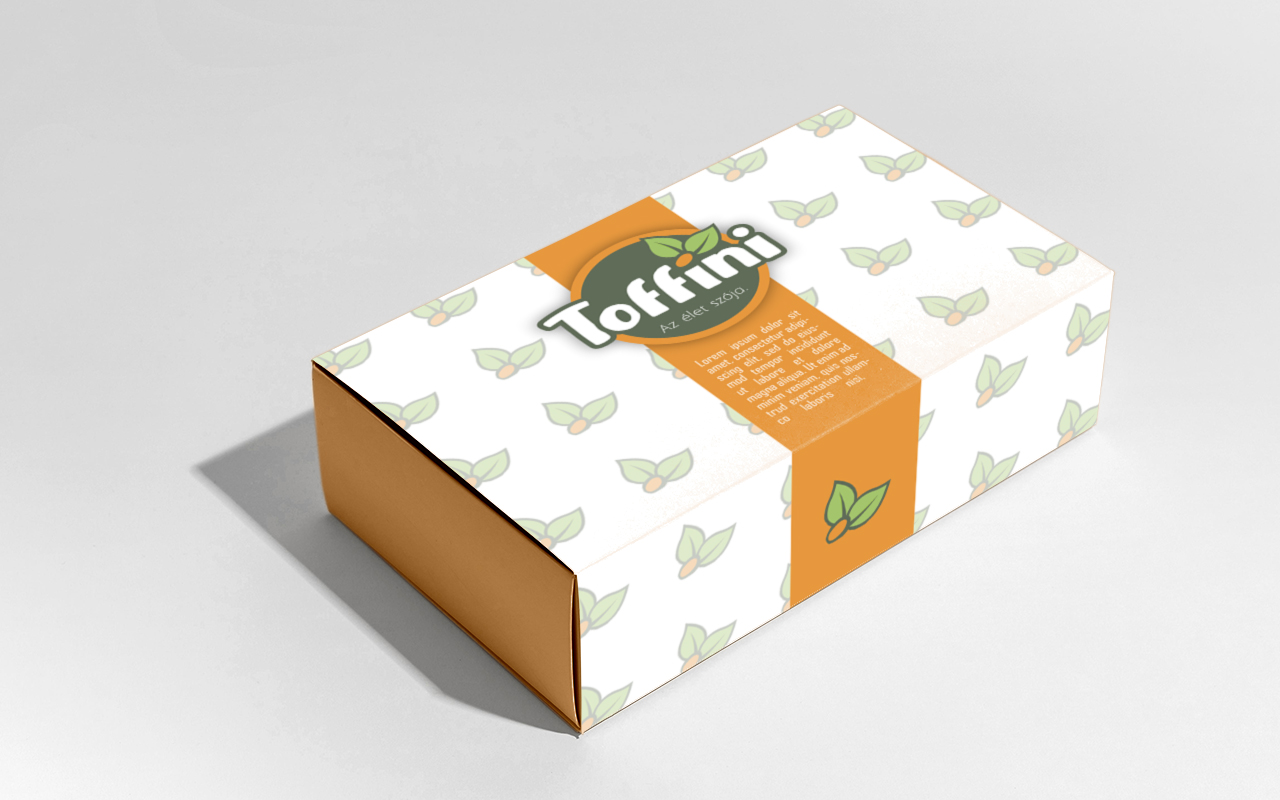 Toffini
Az élet szója.
Lorem ipsum dolor sit
amet, consectetur adipi-
scing elit, sed do eius-
mod tempor incididunt
ut labore et dolore
magna aliqua. Ut enim ad
minim veniam, quis nos-
trud exercitation ullam-
co laboris nisi.